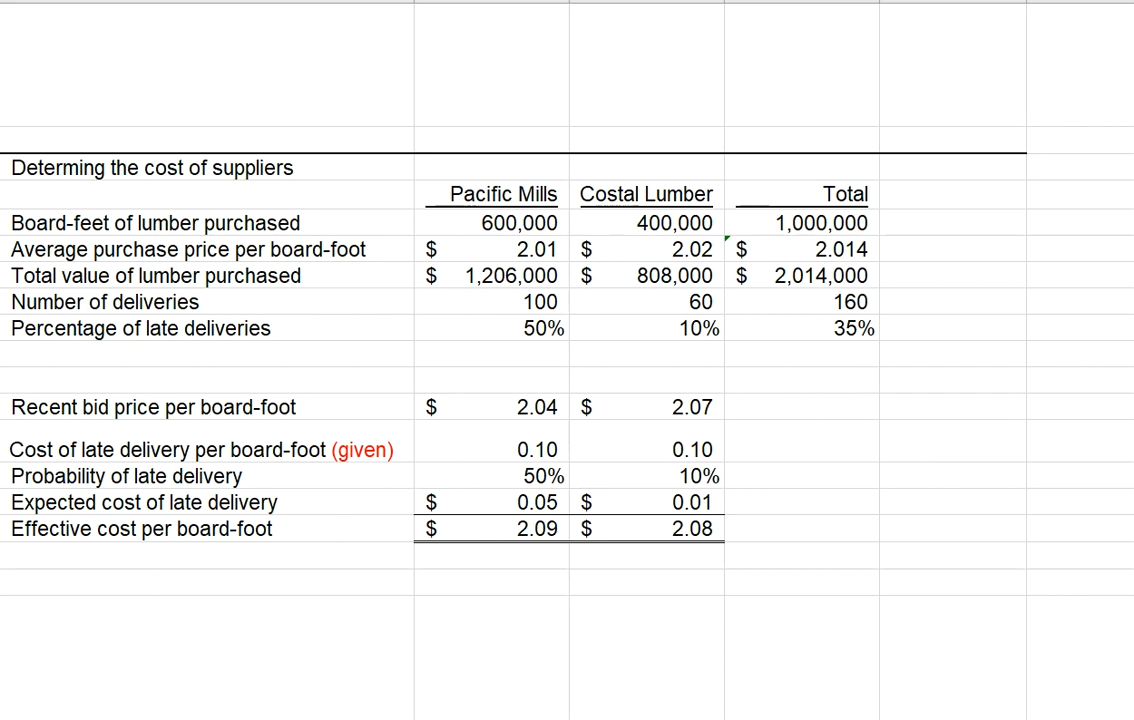 Determing the cost of suppliers
Pacific Mills Costal Lumber Total
Board-feet of lumber purchased 600,000 400,000 1,000,000
Average purchase price per board-foot $ 2.01 $ 2.02 $ 2.014
Total value of lumber purchased $ 1,206,000 $ 808,000 $ 2,014,000
Number of deliveries 100 60 160
Percentage of late deliveries 50% 10% 35%
Recent bid price per board-foot $ 2.04 $ 2.07
Cost of late delivery per board-foot (given) 0.10 0.10
Probability of late delivery 50% 10%
Expected cost of late delivery $ 0.05 $ 0.01
Effective cost per board-foot $ 2.09 $ 2.08